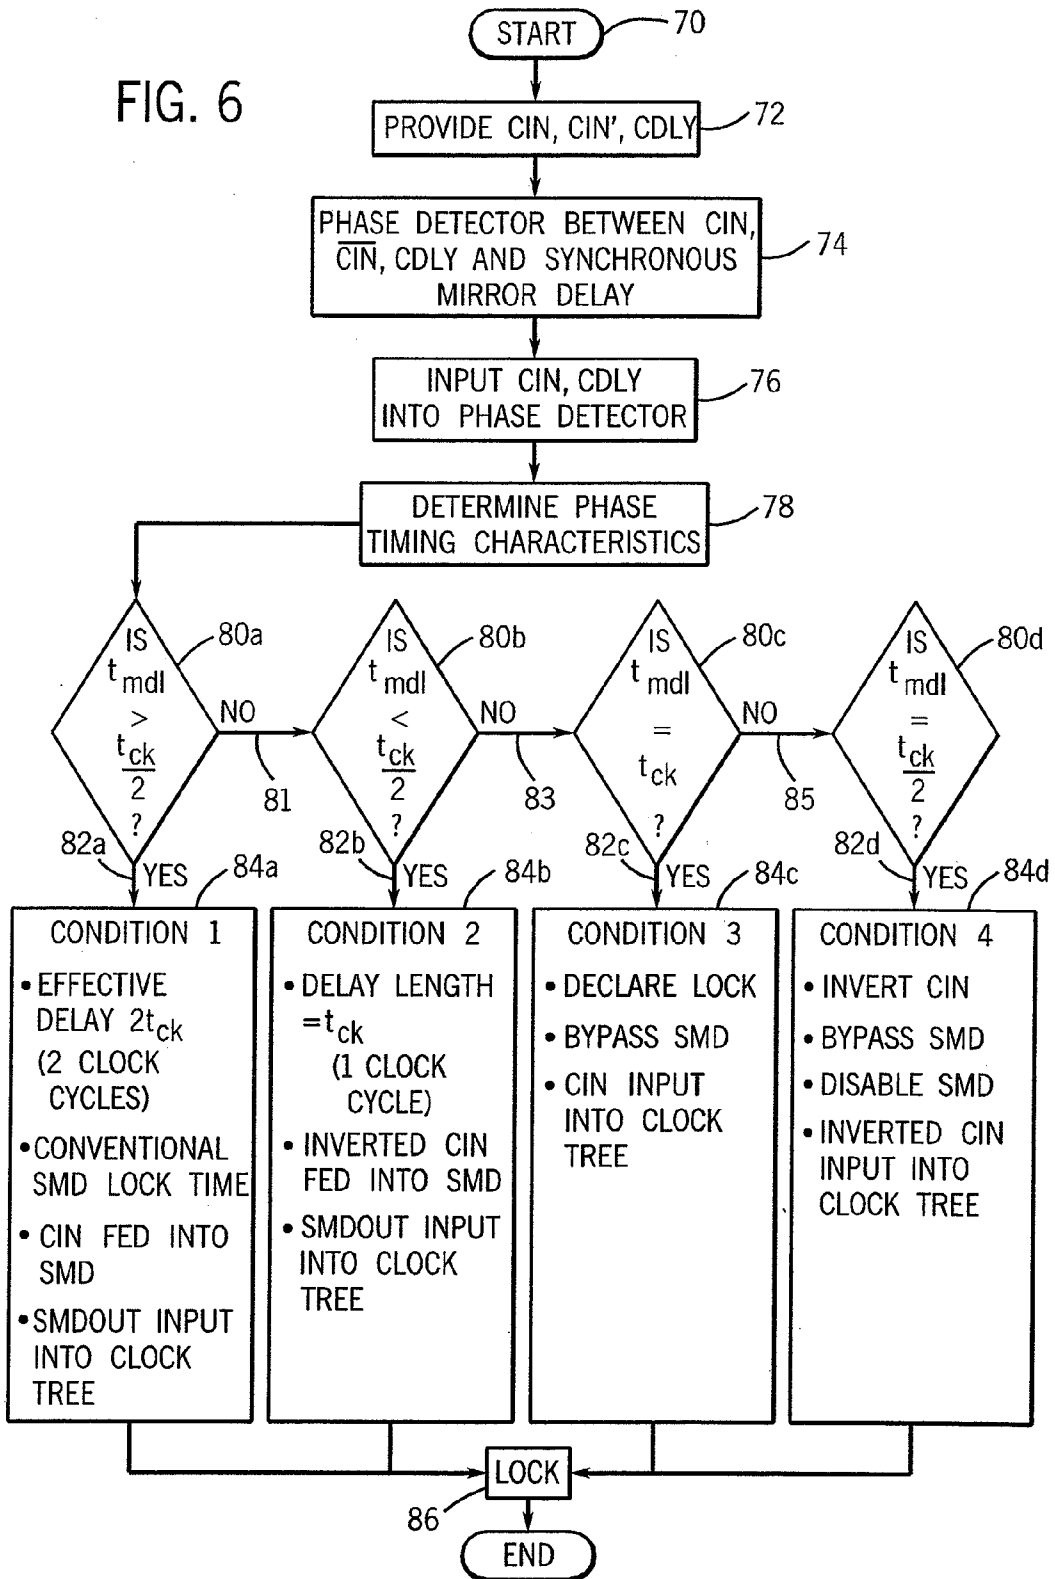 FIG. 6
START
70
PROVIDE CIN, CIN', CDLY
72
PHASE DETECTOR BETWEEN CIN,
C̅I̅N̅, CDLY AND SYNCHRONOUS
MIRROR DELAY
74
INPUT CIN, CDLY
INTO PHASE DETECTOR
76
DETERMINE PHASE
TIMING CHARACTERISTICS
78
IS
t mdl
>
t ck
2
?
80a
NO
81
82a
YES
IS
t mdl
<
t ck
2
?
80b
NO
83
82b
YES
IS
t mdl
=
t ck
?
80c
NO
85
82c
YES
IS
t mdl
=
t ck
2
?
80d
82d
YES
84a
CONDITION 1
• EFFECTIVE
DELAY 2tck
(2 CLOCK
CYCLES)
• CONVENTIONAL
SMD LOCK TIME
• CIN FED INTO
SMD
• SMDOUT INPUT
INTO CLOCK
TREE
84b
CONDITION 2
• DELAY LENGTH
=tck
(1 CLOCK
CYCLE)
• INVERTED CIN
FED INTO SMD
• SMDOUT INPUT
INTO CLOCK
TREE
84c
CONDITION 3
• DECLARE LOCK
• BYPASS SMD
• CIN INPUT
INTO CLOCK
TREE
84d
CONDITION 4
• INVERT CIN
• BYPASS SMD
• DISABLE SMD
• INVERTED CIN
INPUT INTO
CLOCK TREE
LOCK
86
END